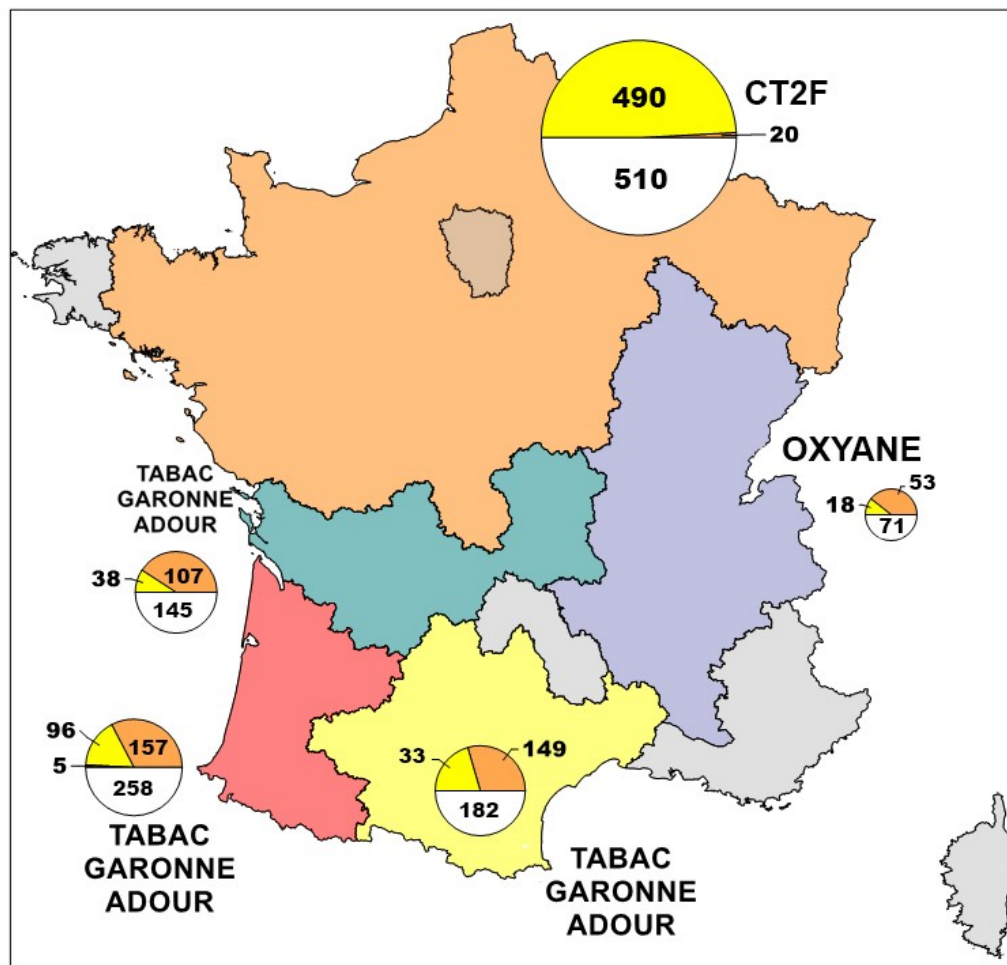 490
CT2F
20
510
OXYANE
53
18
71
TABAC
GARONNE
ADOUR
38
107
145
96
157
5
258
TABAC
GARONNE
ADOUR
33
149
182
TABAC
GARONNE
ADOUR